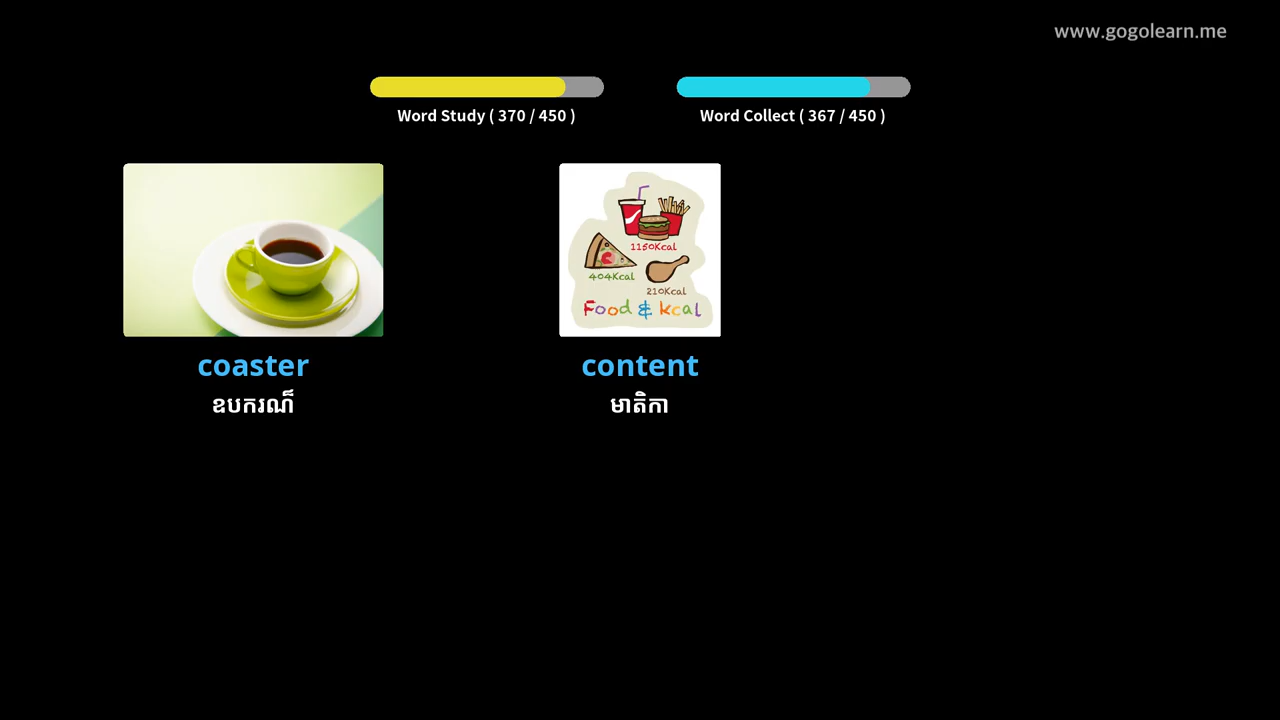 www.gogolearn.me
Word Study ( 370 / 450 )
Word Collect ( 367 / 450 )
1150Kcal
404Kcal
210Kcal
Food & kcal
coaster
content
ឧបករណ៏
មាតិកា